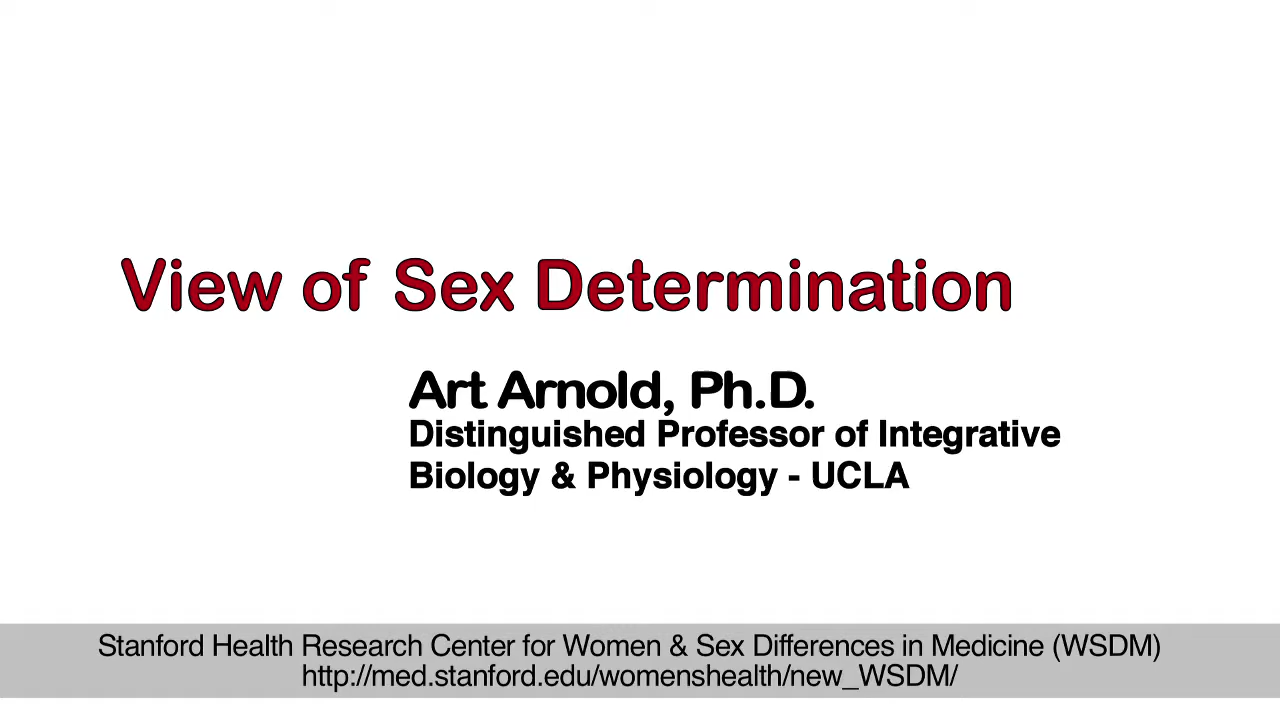 View of Sex Determination
Art Arnold, Ph.D.
Distinguished Professor of Integrative
Biology & Physiology - UCLA
Stanford Health Research Center for Women & Sex Differences in Medicine (WSDM)
http://med.stanford.edu/womenshealth/new_WSDM/